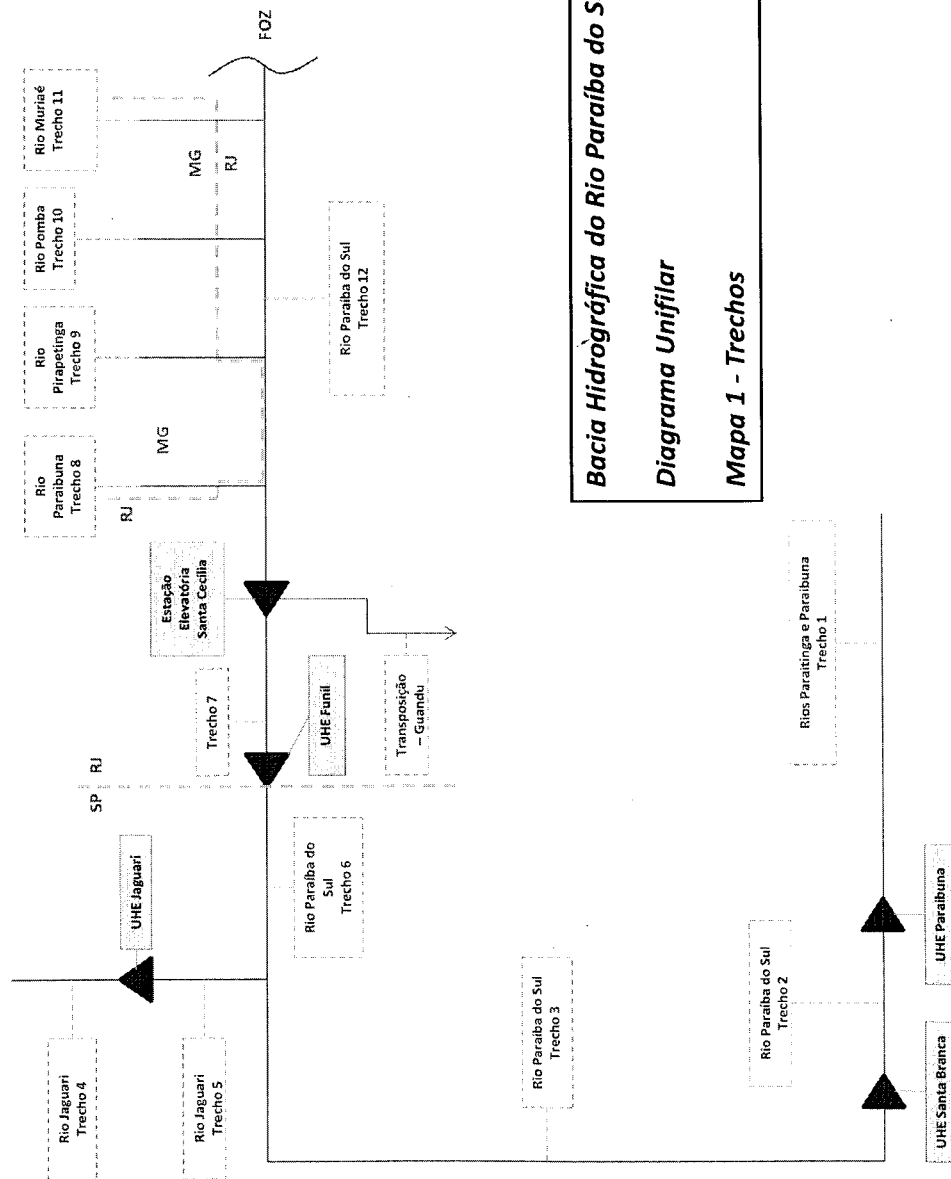 Rio Jaguari
Trecho 4
Rio Jaguari
Trecho 5
UHE Jaguari
SP
RJ
Rio Paraíba do
Sul
Trecho 6
Trecho 7
UHE Funil
Estação
Elevatória
Santa Cecília
Transposição
– Guandu
RJ
MG
Rio
Paraibuna
Trecho 8
Rio
Pirapetinga
Trecho 9
Rio Pomba
Trecho 10
Rio Muriaé
Trecho 11
MG
RJ
FOZ
Rio Paraíba do Sul
Trecho 12
Rio Paraíba do Sul
Trecho 3
Rio Paraíba do Sul
Trecho 2
Rios Paraitinga e Paraibuna
Trecho 1
UHE Santa Branca
UHE Paraibuna
Bacia Hidrográfica do Rio Paraíba do S
Diagrama Unifilar
Mapa 1 - Trechos